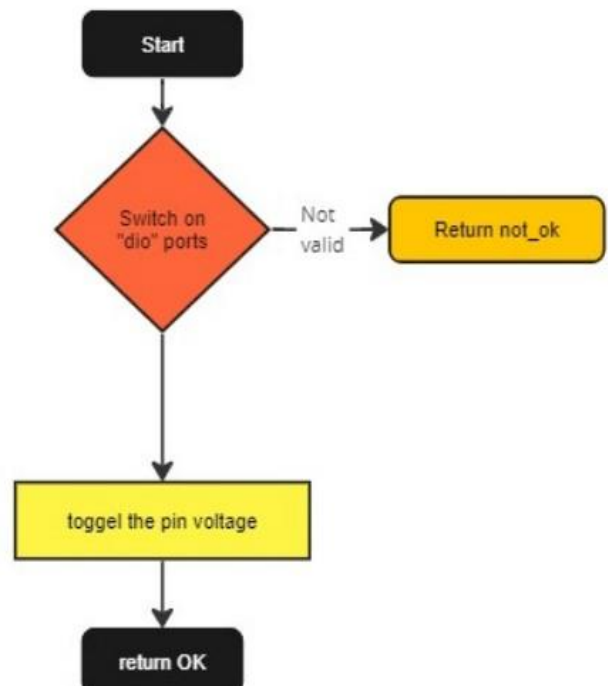 Start
Switch on
"dio" ports
Not
valid
Return not_ok
toggel the pin voltage
return OK